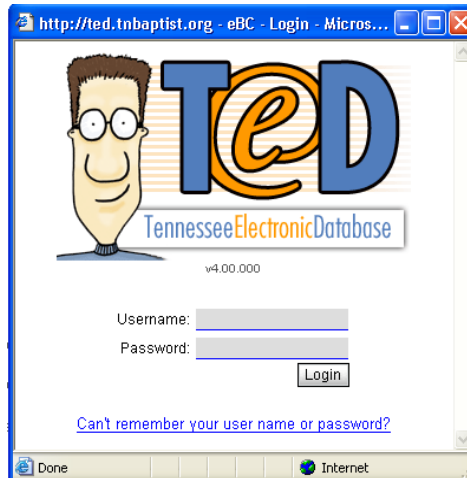 http://ted.tnbaptist.org - eBC - Login - Micros...
T@D
TennesseeElectronicDatabase
v4.00.000
Username:
Password:
Login
Can't remember your user name or password?
Done
Internet